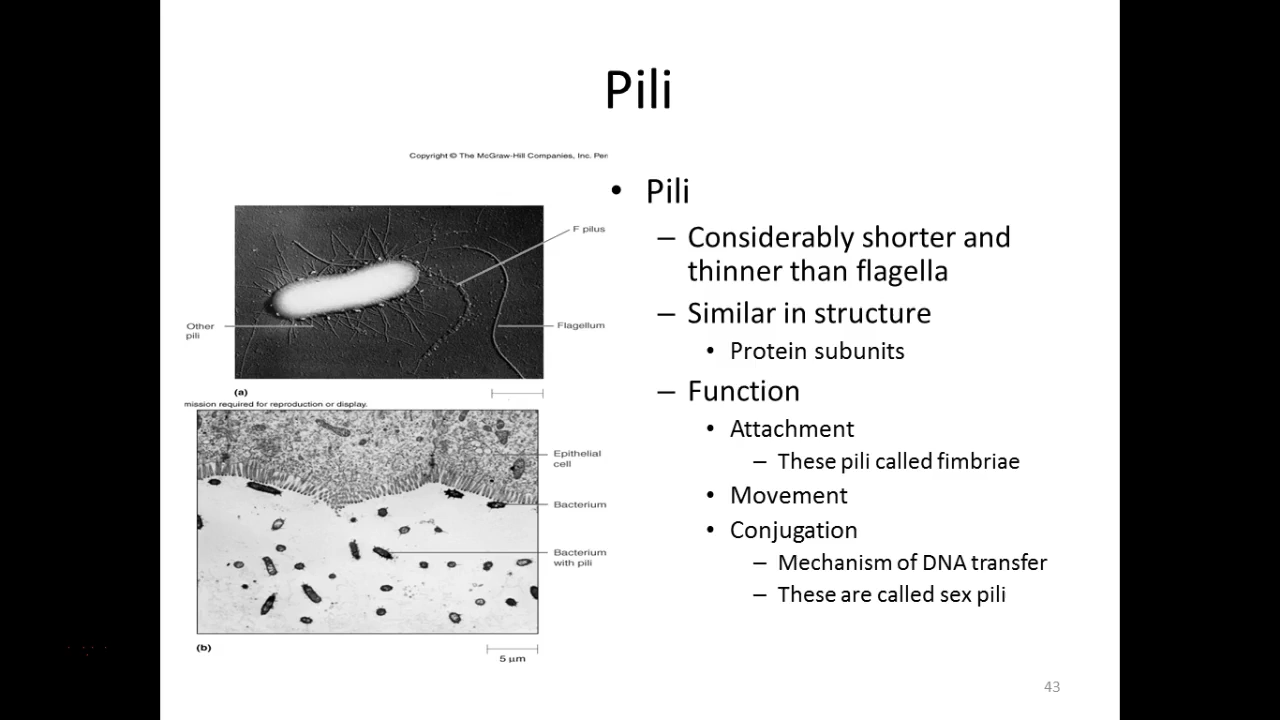 Pili
Copyright © The McGraw-Hill Companies, Inc. Per
F pilus
Other
pili
Flagellum
(a)
mission required for reproduction or display.
Epithelial
cell
Bacterium
Bacterium
with pili
(b)
5 µm
• Pili
– Considerably shorter and
thinner than flagella
– Similar in structure
• Protein subunits
– Function
• Attachment
– These pili called fimbriae
• Movement
• Conjugation
– Mechanism of DNA transfer
– These are called sex pili
43